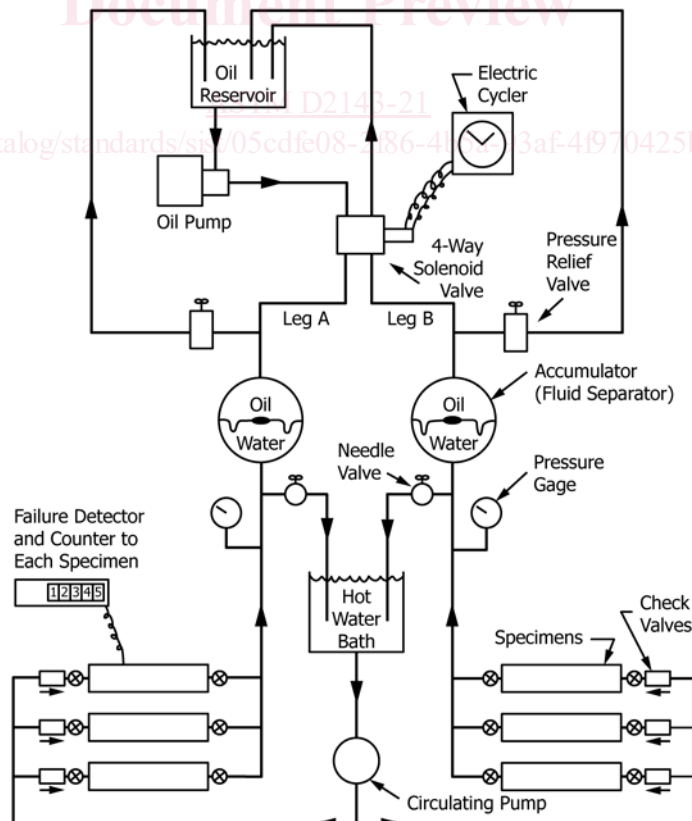 Document Preview
ASTM D2143-21
Oil
Reservoir
Electric
Cycler
Oil Pump
4-Way
Solenoid
Valve
Pressure
Relief
Valve
Leg A
Leg B
Accumulator
(Fluid Separator)
Oil
Water
Oil
Water
Needle
Valve
Pressure
Gage
Failure Detector
and Counter to
Each Specimen
12345
Hot
Water
Bath
Check
Valves
Specimens
Circulating Pump